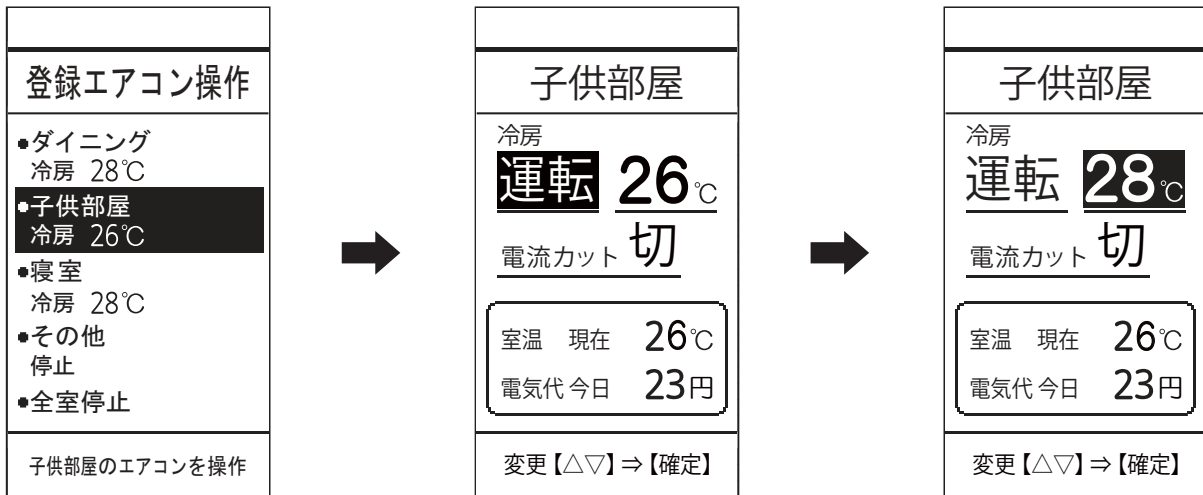 登録エアコン操作
●ダイニング
冷房 28℃
●子供部屋
冷房 26℃
●寝室
冷房 28℃
●その他
停止
●全室停止
子供部屋のエアコンを操作
子供部屋
冷房
運転 26℃
電流カット 切
室温 現在 26℃
電気代 今日 23円
変更【△▽】⇒【確定】
子供部屋
冷房
運転 28℃
電流カット 切
室温 現在 26℃
電気代 今日 23円
変更【△▽】⇒【確定】